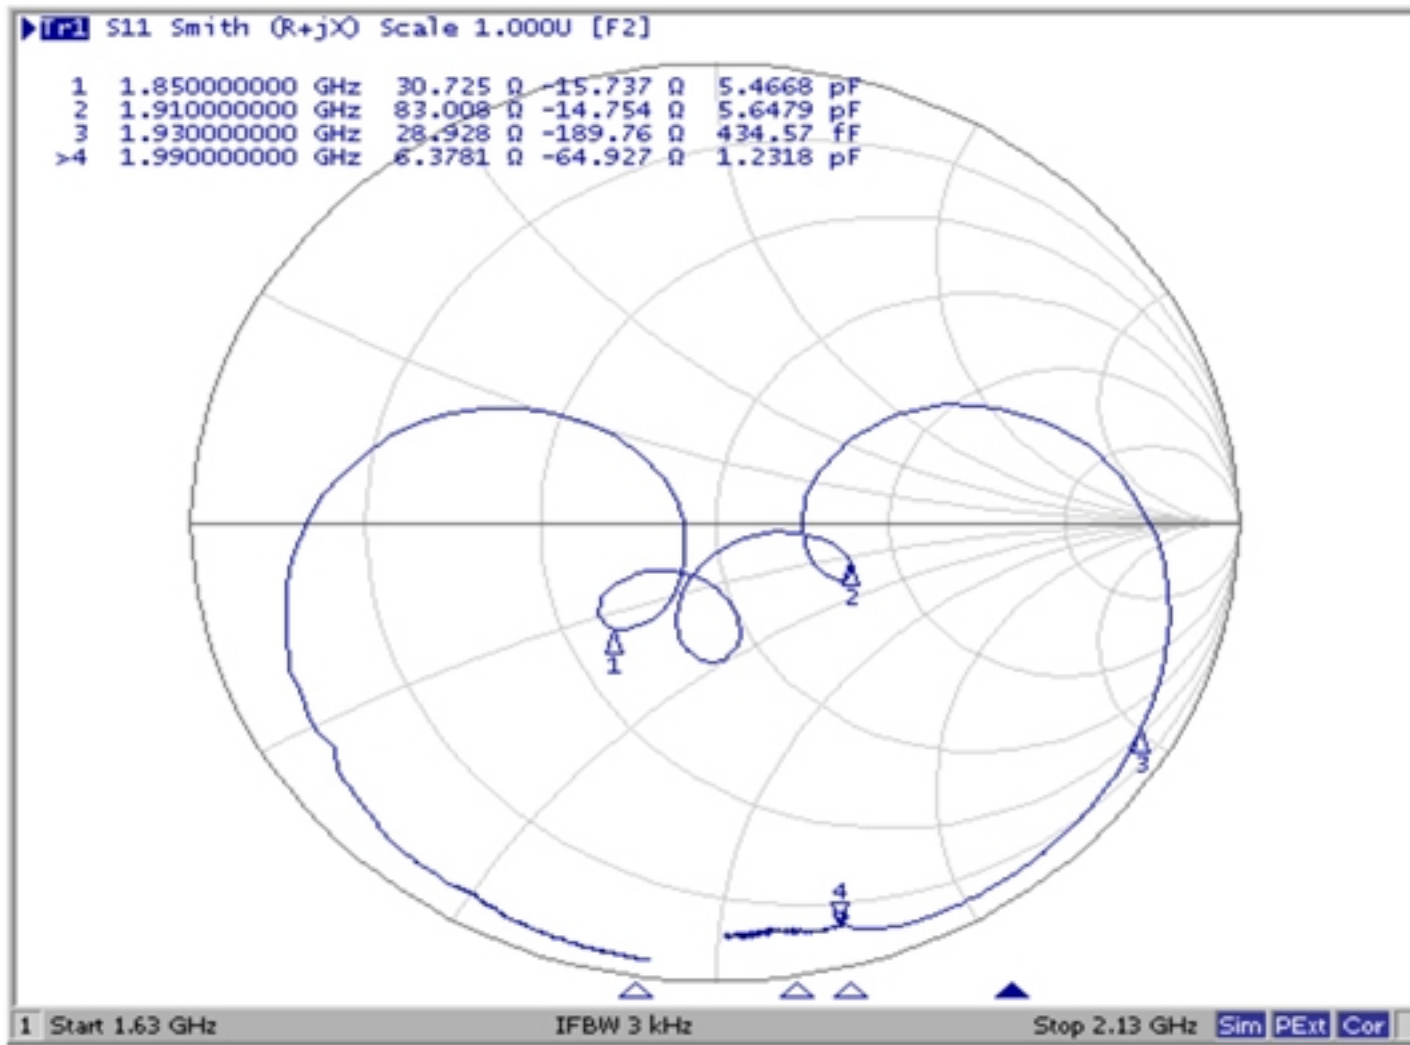 Tr1 S11 Smith (R+jX) Scale 1.000U [F2]
1 1.850000000 GHz 30.725 Ω -15.737 Ω 5.4668 pF
2 1.910000000 GHz 83.008 Ω -14.754 Ω 5.6479 pF
3 1.930000000 GHz 28.928 Ω -189.76 Ω 434.57 fF
>4 1.990000000 GHz 6.3781 Ω -64.927 Ω 1.2318 pF
2
1
3
4
1 Start 1.63 GHz IFBW 3 kHz Stop 2.13 GHz Sim PExt Cor